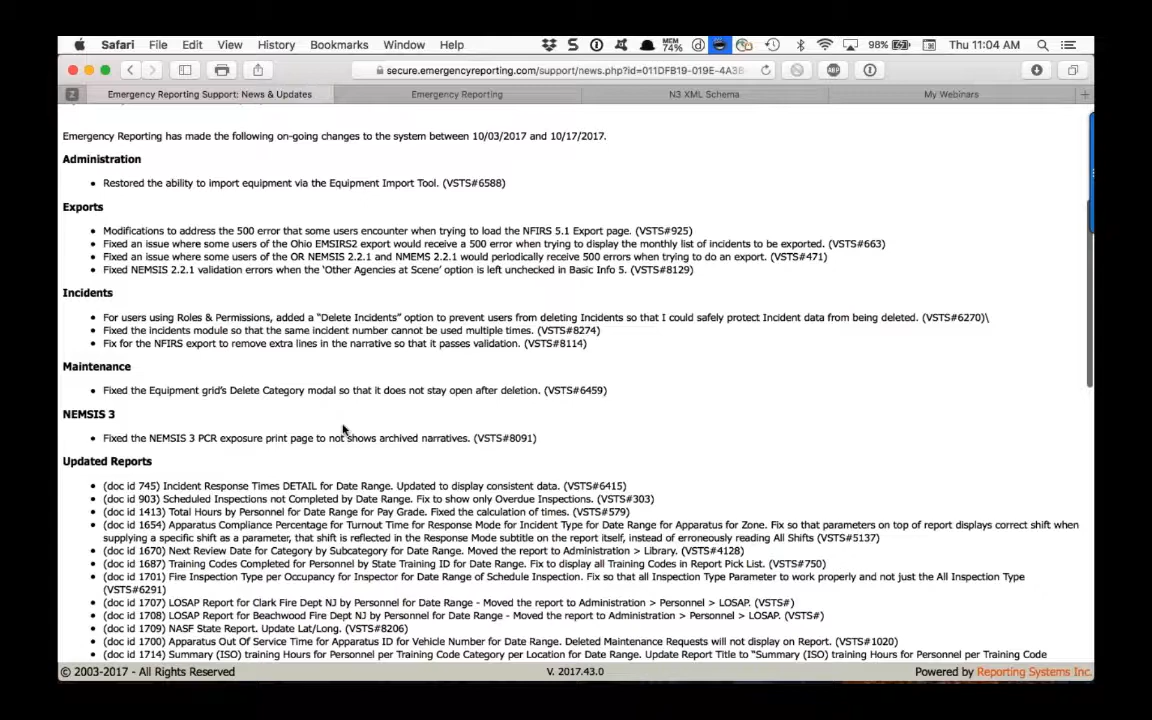 Safari File Edit View History Bookmarks Window Help MEM 74% 98% Thu 11:04 AM
secure.emergencyreporting.com/support/news.php?id=011DFB19-019E-4A3B
Emergency Reporting Support: News & Updates Emergency Reporting N3 XML Schema My Webinars
Emergency Reporting has made the following on-going changes to the system between 10/03/2017 and 10/17/2017.
Administration
• Restored the ability to import equipment via the Equipment Import Tool. (VSTS#6588)
Exports
• Modifications to address the 500 error that some users encounter when trying to load the NFIRS 5.1 Export page. (VSTS#925)
• Fixed an issue where some users of the Ohio EMSIRS2 export would receive a 500 error when trying to display the monthly list of incidents to be exported. (VSTS#663)
• Fixed an issue where some users of the OR NEMSIS 2.2.1 and NMEMS 2.2.1 would periodically receive 500 errors when trying to do an export. (VSTS#471)
• Fixed NEMSIS 2.2.1 validation errors when the ‘Other Agencies at Scene’ option is left unchecked in Basic Info 5. (VSTS#8129)
Incidents
• For users using Roles & Permissions, added a “Delete Incidents” option to prevent users from deleting Incidents so that I could safely protect Incident data from being deleted. (VSTS#6270)\
• Fixed the incidents module so that the same incident number cannot be used multiple times. (VSTS#8274)
• Fix for the NFIRS export to remove extra lines in the narrative so that it passes validation. (VSTS#8114)
Maintenance
• Fixed the Equipment grid’s Delete Category modal so that it does not stay open after deletion. (VSTS#6459)
NEMSIS 3
• Fixed the NEMSIS 3 PCR exposure print page to not shows archived narratives. (VSTS#8091)
Updated Reports
• (doc id 745) Incident Response Times DETAIL for Date Range. Updated to display consistent data. (VSTS#6415)
• (doc id 903) Scheduled Inspections not Completed by Date Range. Fix to show only Overdue Inspections. (VSTS#303)
• (doc id 1413) Total Hours by Personnel for Date Range for Pay Grade. Fixed the calculation of times. (VSTS#579)
• (doc id 1654) Apparatus Compliance Percentage for Turnout Time for Response Mode for Incident Type for Date Range for Apparatus for Zone. Fix so that parameters on top of report displays correct shift when
supplying a specific shift as a parameter, that shift is reflected in the Response Mode subtitle on the report itself, instead of erroneously reading All Shifts (VSTS#5137)
• (doc id 1670) Next Review Date for Category by Subcategory for Date Range. Moved the report to Administration > Library. (VSTS#4128)
• (doc id 1687) Training Codes Completed for Personnel by State Training ID for Date Range. Fix to display all Training Codes in Report Pick List. (VSTS#750)
• (doc id 1701) Fire Inspection Type per Occupancy for Inspector for Date Range of Schedule Inspection. Fix so that all Inspection Type Parameter to work properly and not just the All Inspection Type
(VSTS#6291)
• (doc id 1707) LOSAP Report for Clark Fire Dept NJ by Personnel for Date Range - Moved the report to Administration > Personnel > LOSAP. (VSTS#)
• (doc id 1708) LOSAP Report for Beachwood Fire Dept NJ by Personnel for Date Range - Moved the report to Administration > Personnel > LOSAP. (VSTS#)
• (doc id 1709) NASF State Report. Update Lat/Long. (VSTS#8206)
• (doc id 1700) Apparatus Out Of Service Time for Apparatus ID for Vehicle Number for Date Range. Deleted Maintenance Requests will not display on Report. (VSTS#1020)
• (doc id 1714) Summary (ISO) training Hours for Personnel per Training Code Category per Location for Date Range. Update Report Title to “Summary (ISO) training Hours for Personnel per Training Code
© 2003-2017 - All Rights Reserved V. 2017.43.0 Powered by Reporting Systems Inc.